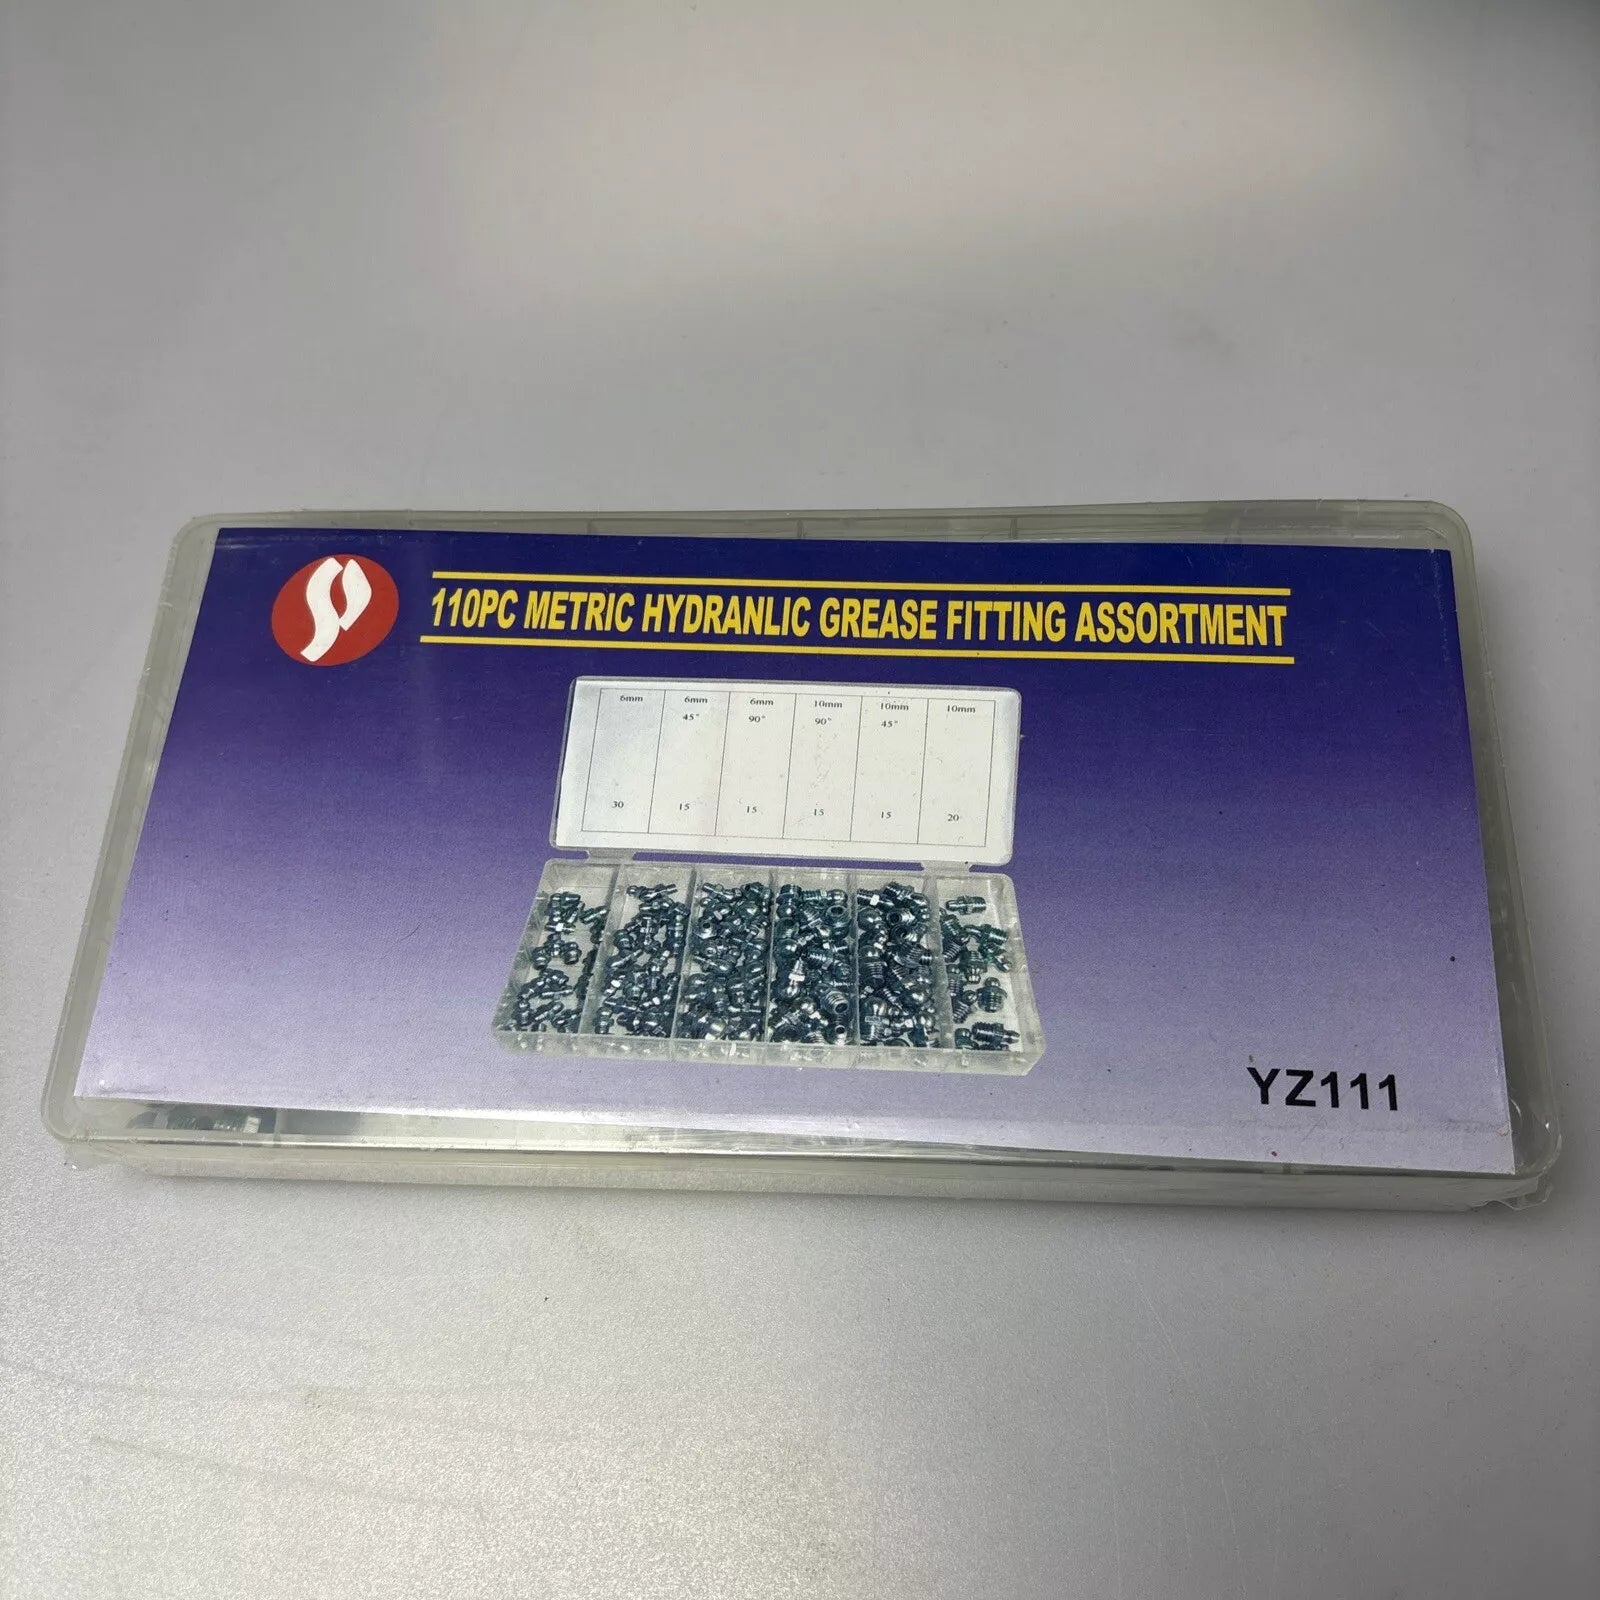 110PC METRIC HYDRANLIC GREASE FITTING ASSORTMENT
6mm 6mm 6mm 10mm 10mm 10mm
45° 90° 90° 45°
30 15 15 15 15 20
YZ111